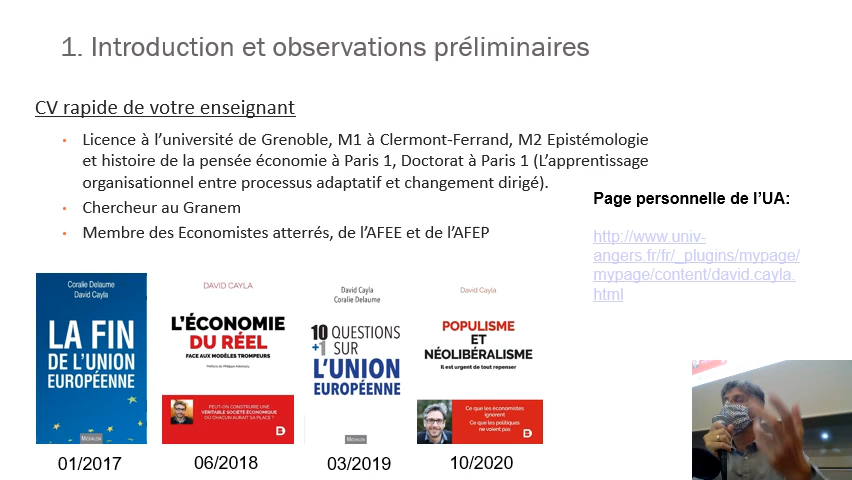 1. Introduction et observations préliminaires
CV rapide de votre enseignant
• Licence à l'université de Grenoble, M1 à Clermont-Ferrand, M2 Epistémologie
et histoire de la pensée économie à Paris 1, Doctorat à Paris 1 (L'apprentissage
organisationnel entre processus adaptatif et changement dirigé).
• Chercheur au Granem
• Membre des Economistes atterrés, de l'AFEE et de l'AFEP
Page personnelle de l'UA:
http://www.univ-
angers.fr/fr/_plugins/mypage/
mypage/content/david.cayla.
html
Coralie Delaume
David Cayla
LA FIN
DE L'UNION
EUROPÉENNE
MICHALON
01/2017
DAVID CAYLA
L'ÉCONOMIE
DU RÉEL
FACE AUX MODÈLES TROMPEURS
Préface de Philippe
PEUT-ON CONSTRUIRE UNE
VÉRITABLE SOCIÉTÉ ÉCONOMIQUE
OÙ CHACUN AURAIT SA PLACE ?
06/2018
David Cayla
Coralie Delaume
10 QUESTIONS
+1 SUR
L'UNION
EUROPÉENNE
MICHALON
03/2019
David Cayla
POPULISME
ET
NÉOLIBÉRALISME
Il est urgent de tout repenser
Ce que les économistes
ignorent
Ce que les politiques
ne voient pas
10/2020